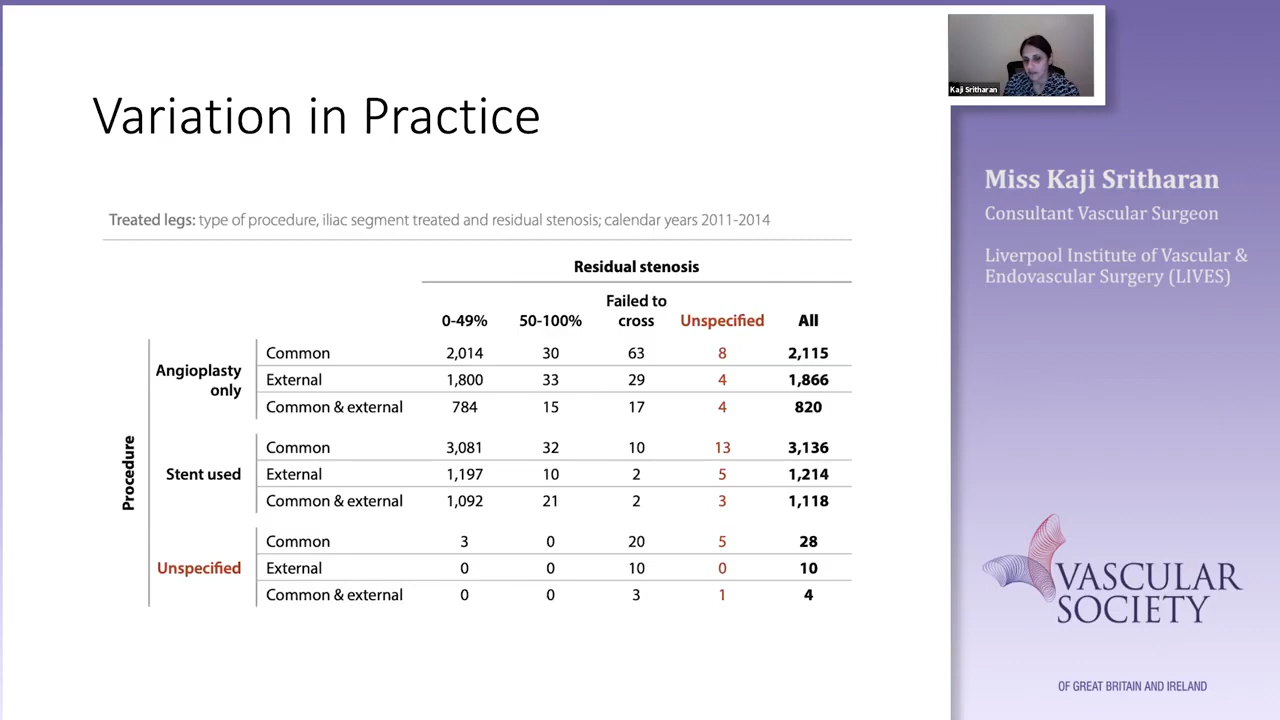 Variation in Practice
Kaji Sritharan
Miss Kaji Sritharan
Consultant Vascular Surgeon
Liverpool Institute of Vascular &
Endovascular Surgery (LIVES)
Treated legs: type of procedure, iliac segment treated and residual stenosis; calendar years 2011-2014
Residual stenosis
0-49% 50-100% Failed to cross Unspecified All
Procedure
Angioplasty only
Common 2,014 30 63 8 2,115
External 1,800 33 29 4 1,866
Common & external 784 15 17 4 820
Stent used
Common 3,081 32 10 13 3,136
External 1,197 10 2 5 1,214
Common & external 1,092 21 2 3 1,118
Unspecified
Common 3 0 20 5 28
External 0 0 10 0 10
Common & external 0 0 3 1 4
VASCULAR
SOCIETY
OF GREAT BRITAIN AND IRELAND